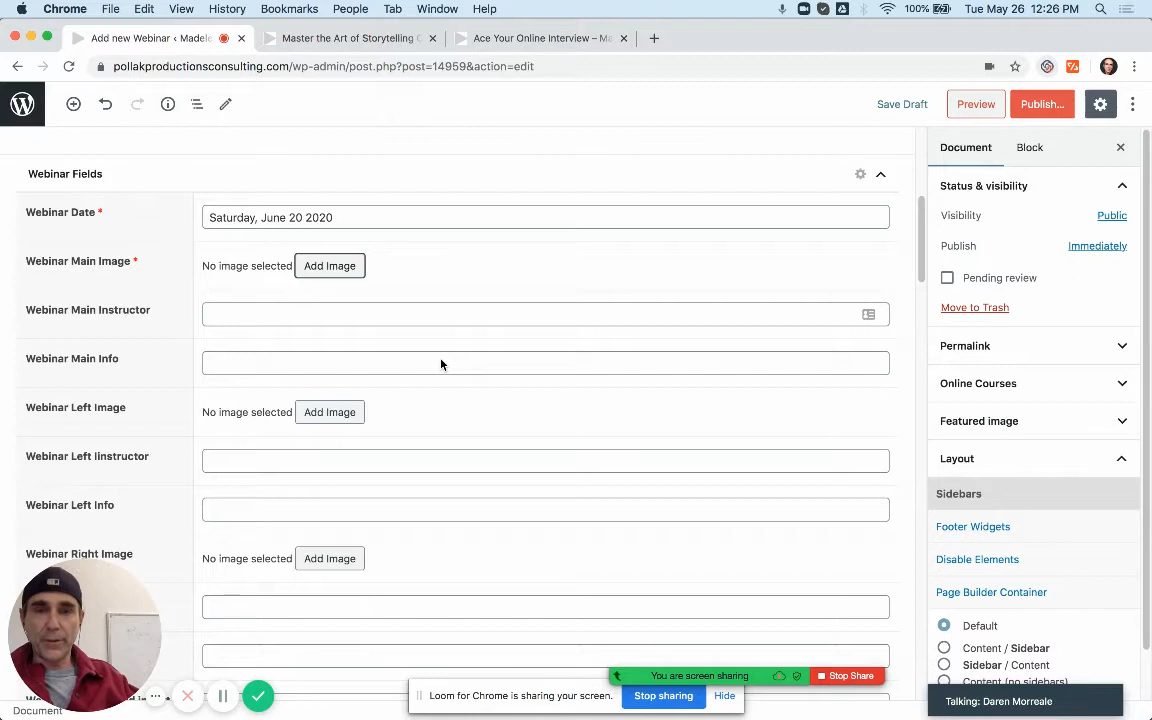 Chrome File Edit View History Bookmarks People Tab Window Help 100% Tue May 26 12:26 PM
Add new Webinar ‹ Madele Master the Art of Storytelling Ace Your Online Interview – Ma
pollakproductionsconsulting.com/wp-admin/post.php?post=14959&action=edit
Save Draft Preview Publish...
Document Block
Webinar Fields
Status & visibility
Webinar Date * Saturday, June 20 2020
Visibility Public
Publish Immediately
Webinar Main Image * No image selected Add Image
Pending review
Webinar Main Instructor
Move to Trash
Webinar Main Info
Permalink
Online Courses
Webinar Left Image No image selected Add Image
Featured image
Webinar Left Iinstructor
Layout
Sidebars
Webinar Left Info
Footer Widgets
Webinar Right Image No image selected Add Image
Disable Elements
Page Builder Container
Default
Content / Sidebar
Sidebar / Content
Content (no sidebars)
You are screen sharing Stop Share
Loom for Chrome is sharing your screen. Stop sharing Hide
Talking: Daren Morreale
Document